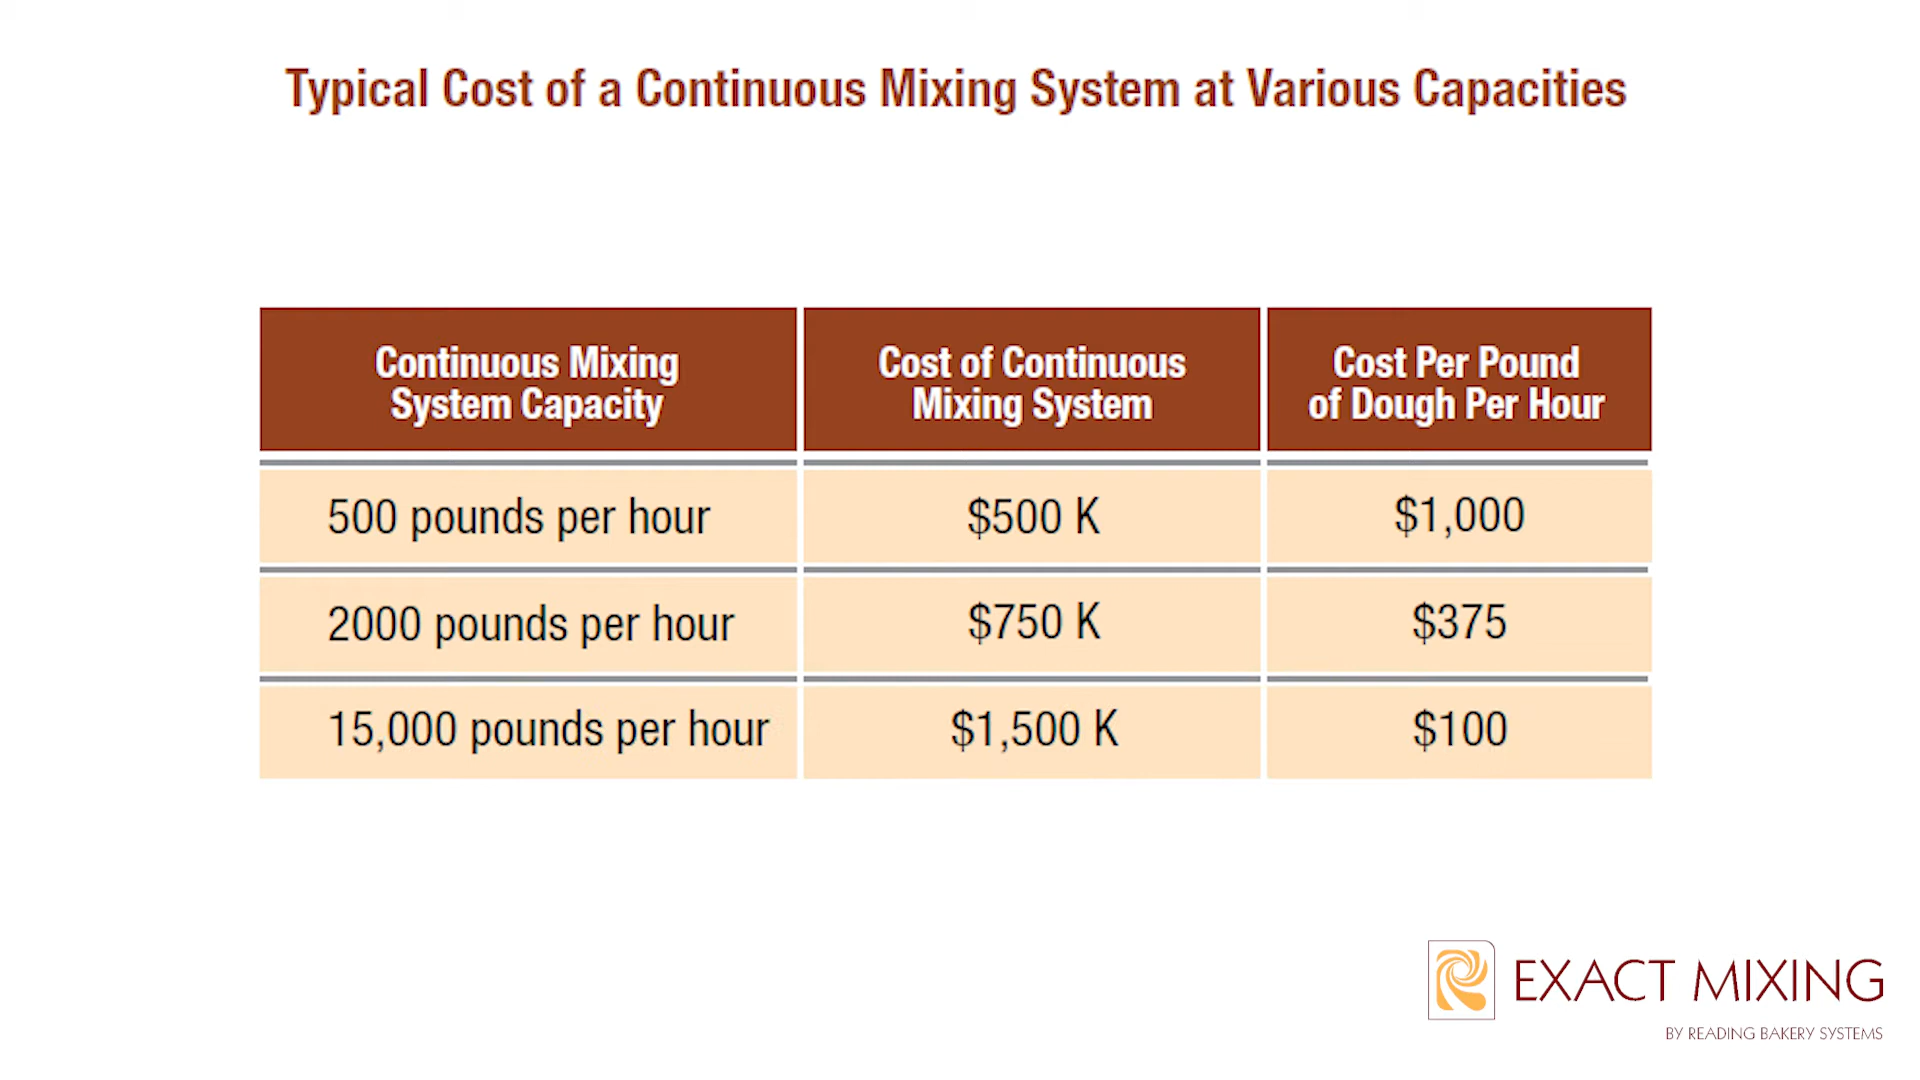 Typical Cost of a Continuous Mixing System at Various Capacities
Continuous Mixing
System Capacity
Cost of Continuous
Mixing System
Cost Per Pound
of Dough Per Hour
500 pounds per hour
$500 K
$1,000
2000 pounds per hour
$750 K
$375
15,000 pounds per hour
$1,500 K
$100
EXACT MIXING
BY READING BAKERY SYSTEMS